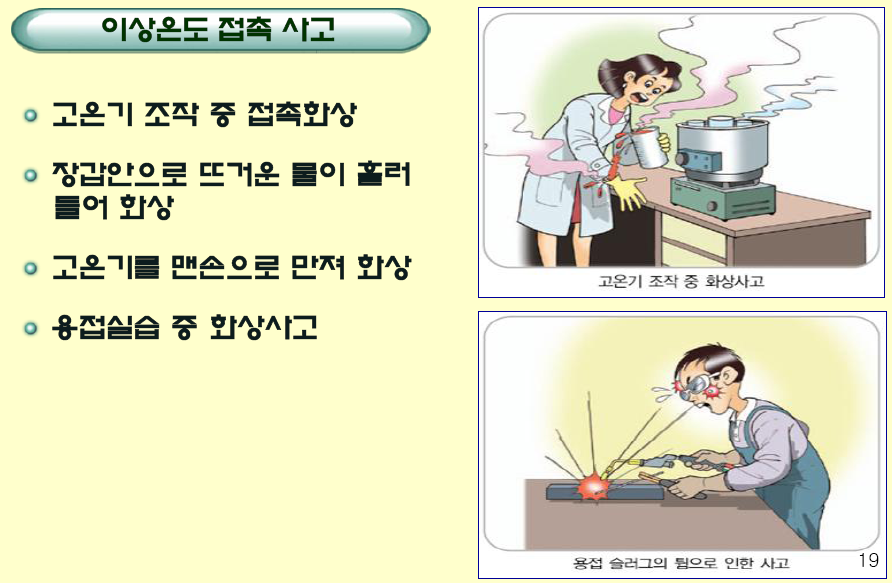 이상온도 접촉 사고
고온기 조작 중 접촉화상
장갑안으로 뜨거운 물이 흘러
들어 화상
고온기를 맨손으로 만져 화상
용접실습 중 화상사고
고온기 조작 중 화상사고
용접 슬러그의 튐으로 인한 사고
19